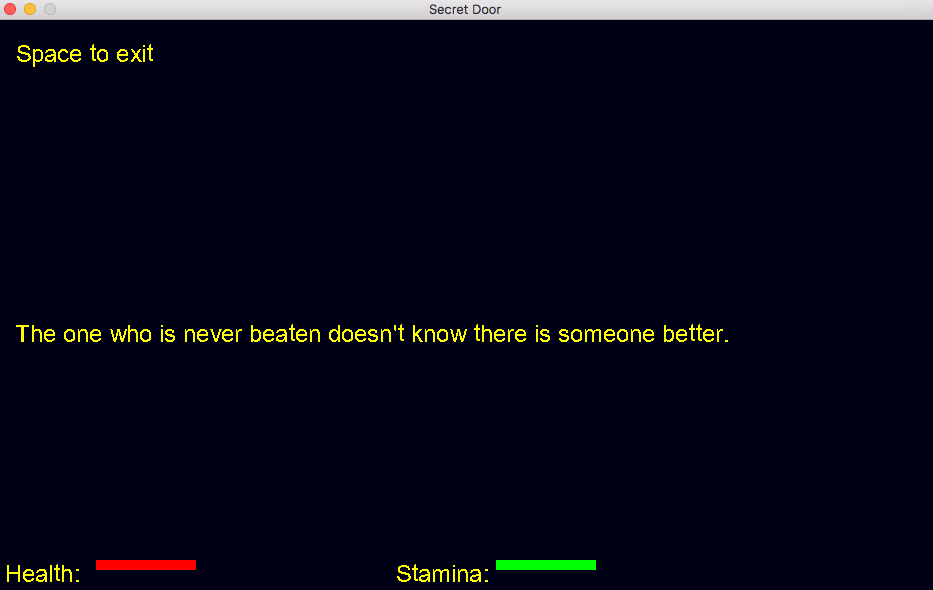 Secret Door
Space to exit
The one who is never beaten doesn't know there is someone better.
Health:
Stamina: